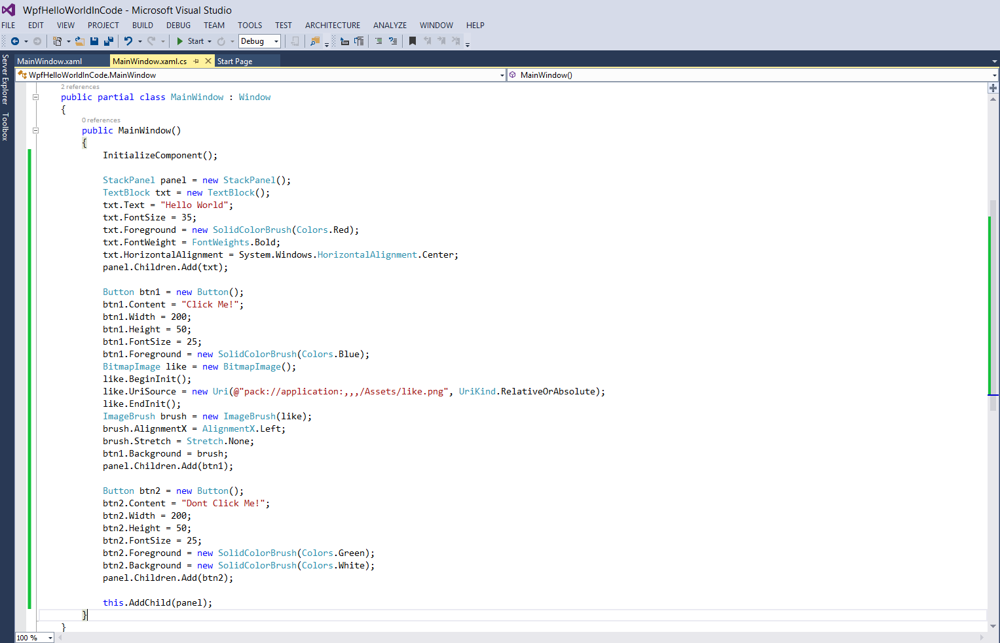 WpfHelloWorldInCode - Microsoft Visual Studio
FILE EDIT VIEW PROJECT BUILD DEBUG TEAM TOOLS TEST ARCHITECTURE ANALYZE WINDOW HELP
Start Debug
MainWindow.xaml MainWindow.xaml.cs Start Page
Server Explorer
Toolbox
WpfHelloWorldInCode.MainWindow MainWindow()
2 references
public partial class MainWindow : Window
{
0 references
public MainWindow()
{
InitializeComponent();
StackPanel panel = new StackPanel();
TextBlock txt = new TextBlock();
txt.Text = "Hello World";
txt.FontSize = 35;
txt.Foreground = new SolidColorBrush(Colors.Red);
txt.FontWeight = FontWeights.Bold;
txt.HorizontalAlignment = System.Windows.HorizontalAlignment.Center;
panel.Children.Add(txt);
Button btn1 = new Button();
btn1.Content = "Click Me!";
btn1.Width = 200;
btn1.Height = 50;
btn1.FontSize = 25;
btn1.Foreground = new SolidColorBrush(Colors.Blue);
BitmapImage like = new BitmapImage();
like.BeginInit();
like.UriSource = new Uri(@"pack://application:,,,/Assets/like.png", UriKind.RelativeOrAbsolute);
like.EndInit();
ImageBrush brush = new ImageBrush(like);
brush.AlignmentX = AlignmentX.Left;
brush.Stretch = Stretch.None;
btn1.Background = brush;
panel.Children.Add(btn1);
Button btn2 = new Button();
btn2.Content = "Dont Click Me!";
btn2.Width = 200;
btn2.Height = 50;
btn2.FontSize = 25;
btn2.Foreground = new SolidColorBrush(Colors.Green);
btn2.Background = new SolidColorBrush(Colors.White);
panel.Children.Add(btn2);
this.AddChild(panel);
}
}
100 %